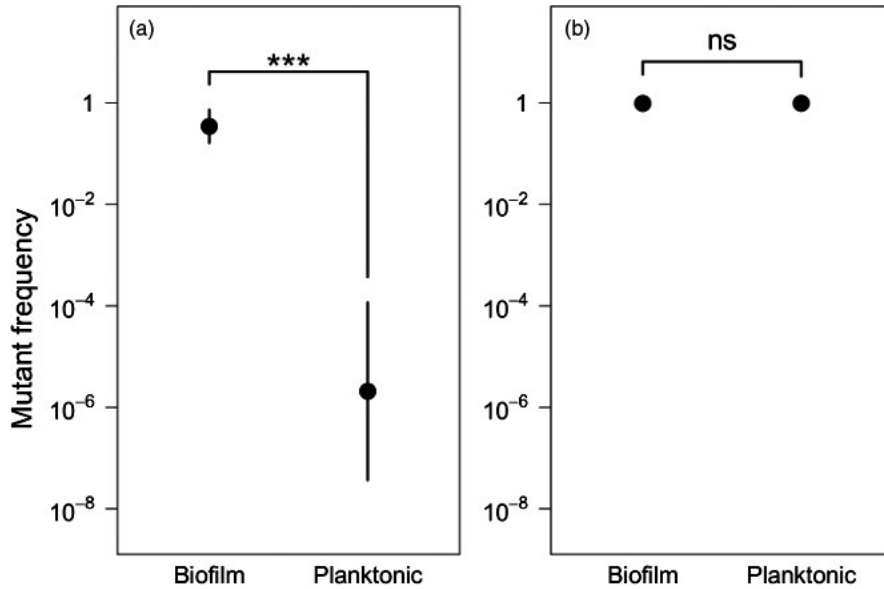 (a)
***
(b)
ns
Mutant frequency
1
10⁻²
10⁻⁴
10⁻⁶
10⁻⁸
1
10⁻²
10⁻⁴
10⁻⁶
10⁻⁸
Biofilm Planktonic
Biofilm Planktonic